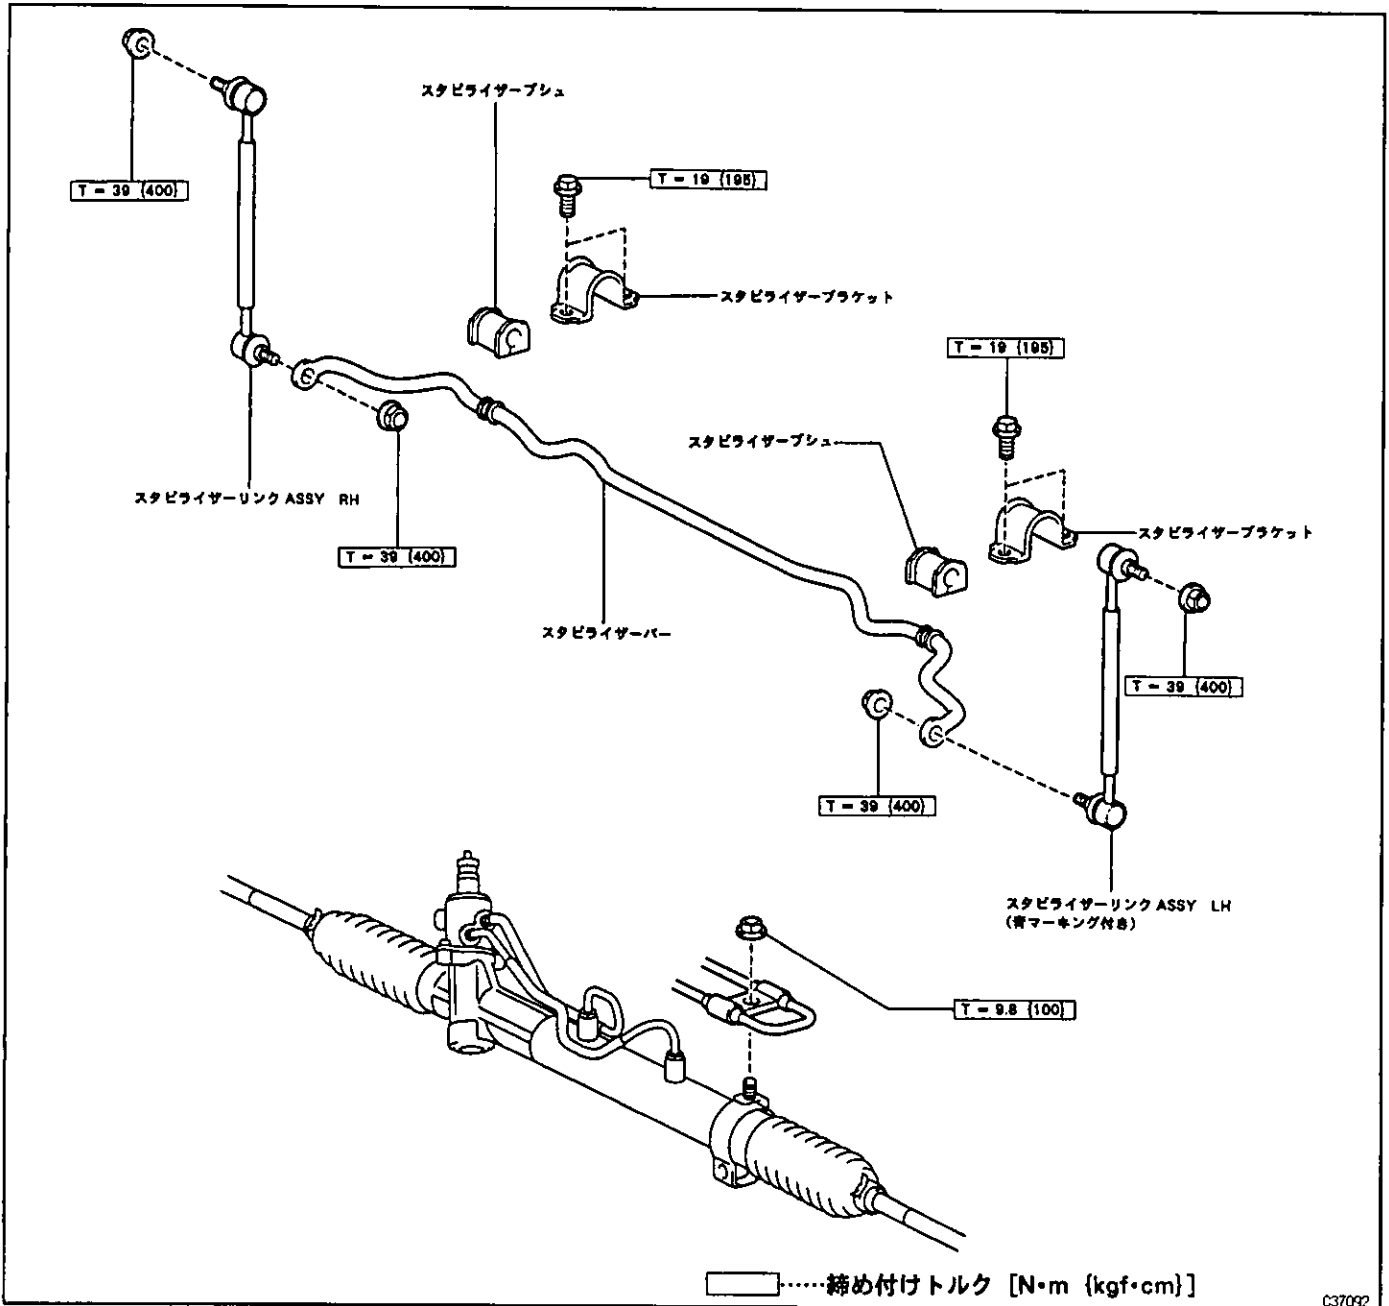 スタビライザーブシュ
T = 39 {400}
T = 19 {195}
スタビライザーブラケット
T = 19 {195}
スタビライザーブシュ
スタビライザーリンク ASSY RH
T = 39 {400}
スタビライザーブラケット
スタビライザーバー
T = 39 {400}
T = 39 {400}
スタビライザーリンク ASSY LH
(青マーキング付き)
T = 9.8 {100}
……締め付けトルク [N・m {kgf・cm}]
C37092